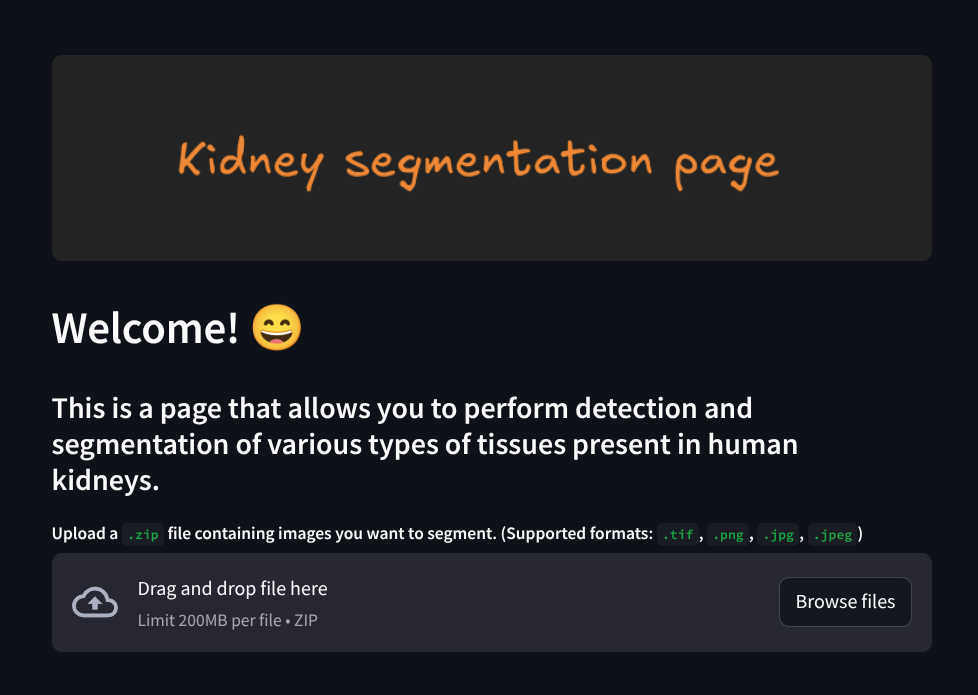 Kidney segmentation page
Welcome! 😄
This is a page that allows you to perform detection and
segmentation of various types of tissues present in human
kidneys.
Upload a .zip file containing images you want to segment. (Supported formats: .tif, .png, .jpg, .jpeg)
Drag and drop file here
Limit 200MB per file • ZIP
Browse files